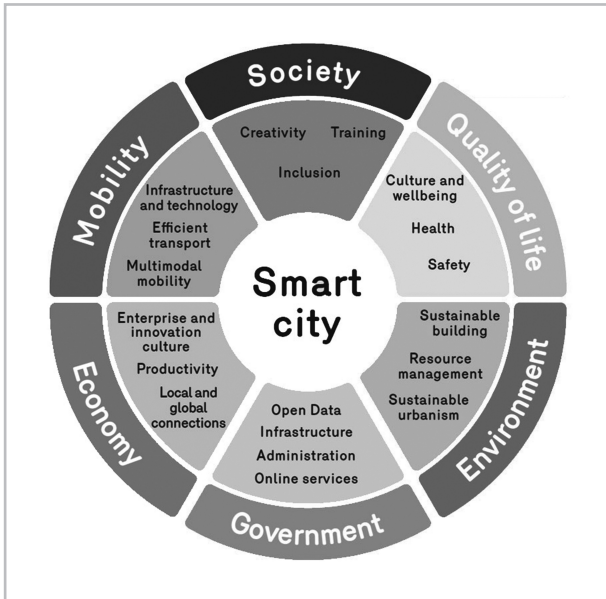 Society
Creativity
Training
Inclusion
Quality of life
Culture and
wellbeing
Health
Safety
Environment
Sustainable
building
Resource
management
Sustainable
urbanism
Government
Open Data
Infrastructure
Administration
Online services
Economy
Enterprise and
innovation
culture
Productivity
Local and
global
connections
Mobility
Infrastructure
and technology
Efficient
transport
Multimodal
mobility
Smart
city